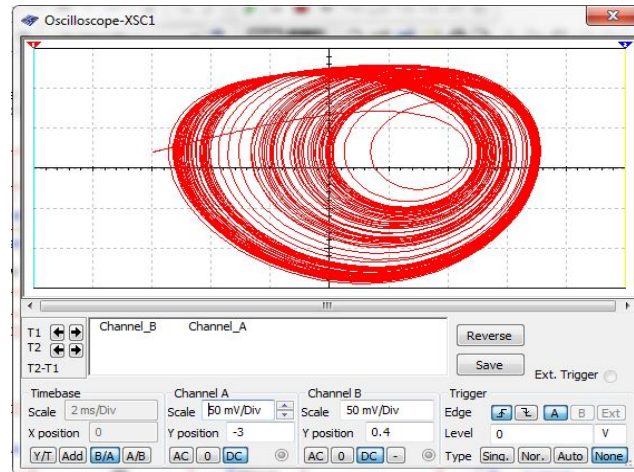 Oscilloscope-XSC1
T1
T2
T2-T1
Channel_B Channel_A
Reverse
Save
Ext. Trigger
Timebase
Scale 2 ms/Div
X position 0
Y/T Add B/A A/B
Channel A
Scale 50 mV/Div
Y position -3
AC 0 DC
Channel B
Scale 50 mV/Div
Y position 0.4
AC 0 DC -
Trigger
Edge A B Ext
Level 0 V
Type Sing. Nor. Auto None